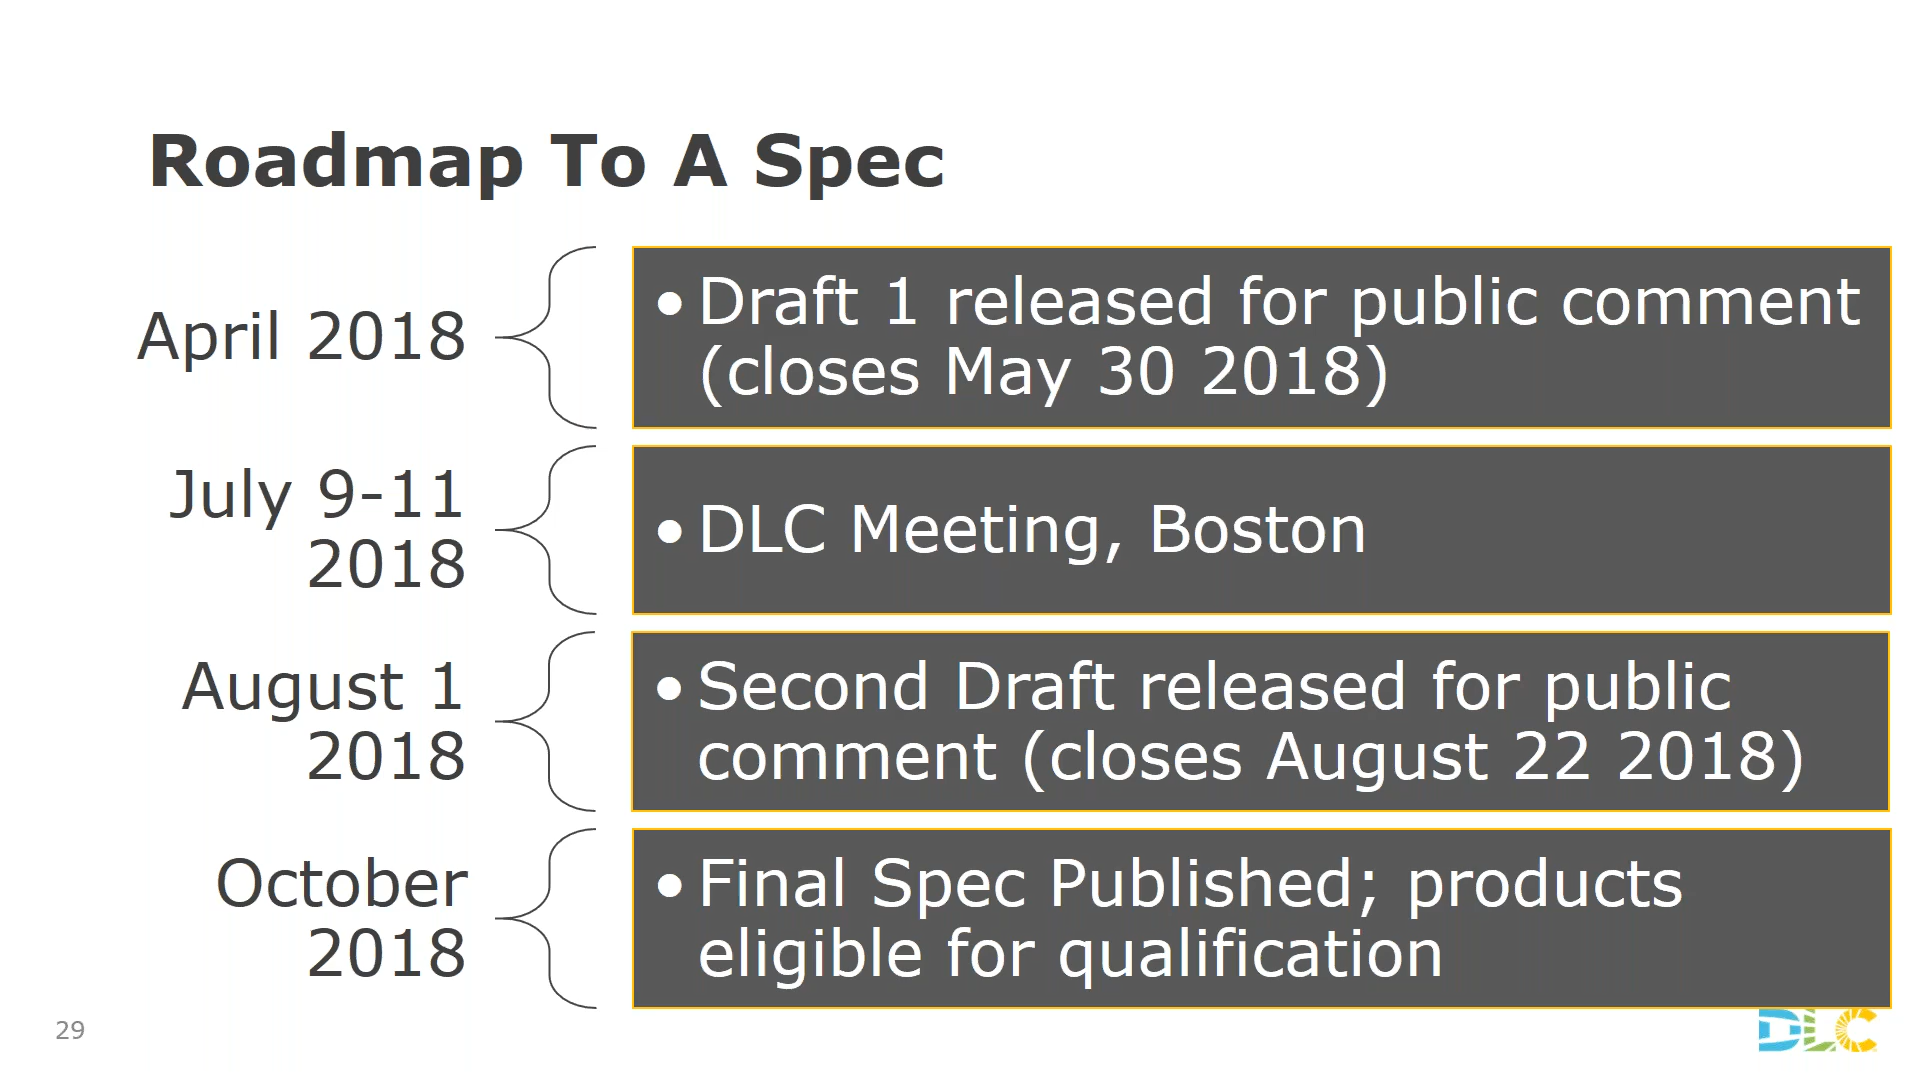 Roadmap To A Spec
April 2018
• Draft 1 released for public comment
(closes May 30 2018)
July 9-11
2018
• DLC Meeting, Boston
August 1
2018
• Second Draft released for public
comment (closes August 22 2018)
October
2018
• Final Spec Published; products
eligible for qualification
29
DLC